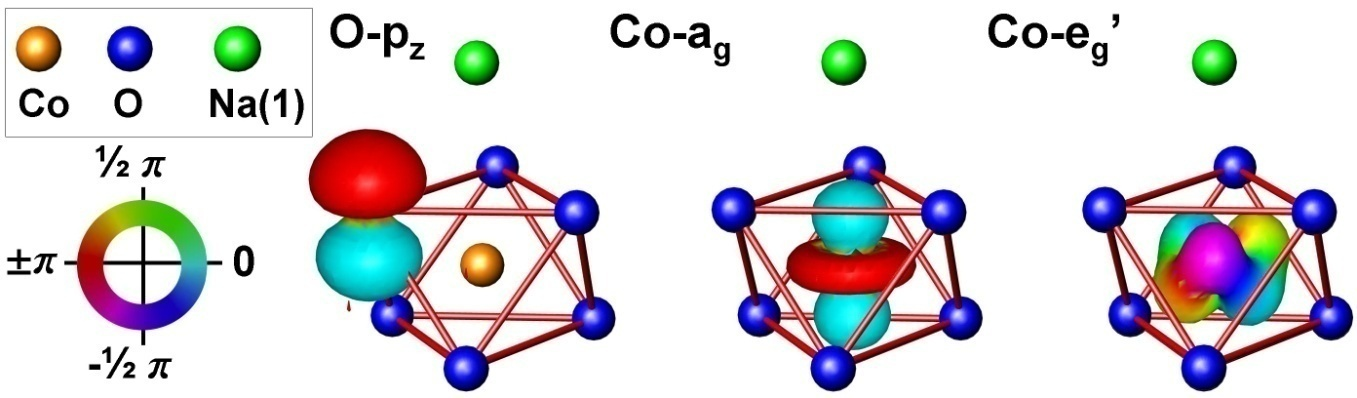 Co O Na(1)
½ π
±π 0
-½ π
O-pz
Co-ag
Co-eg’